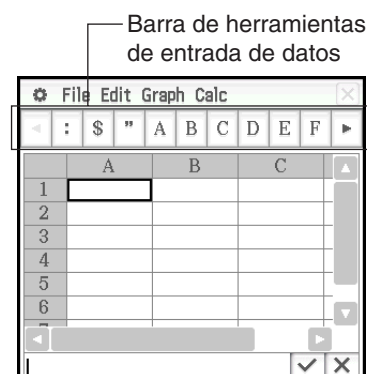 Barra de herramientas
de entrada de datos
File Edit Graph Calc
: $ " A B C D E F
A B C
1
2
3
4
5
6